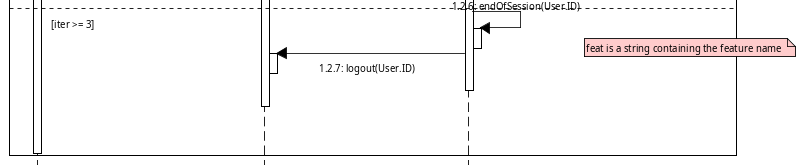 1.2.6: endOfSession(User.ID)
[iter >= 3]
feat is a string containing the feature name
1.2.7: logout(User.ID)